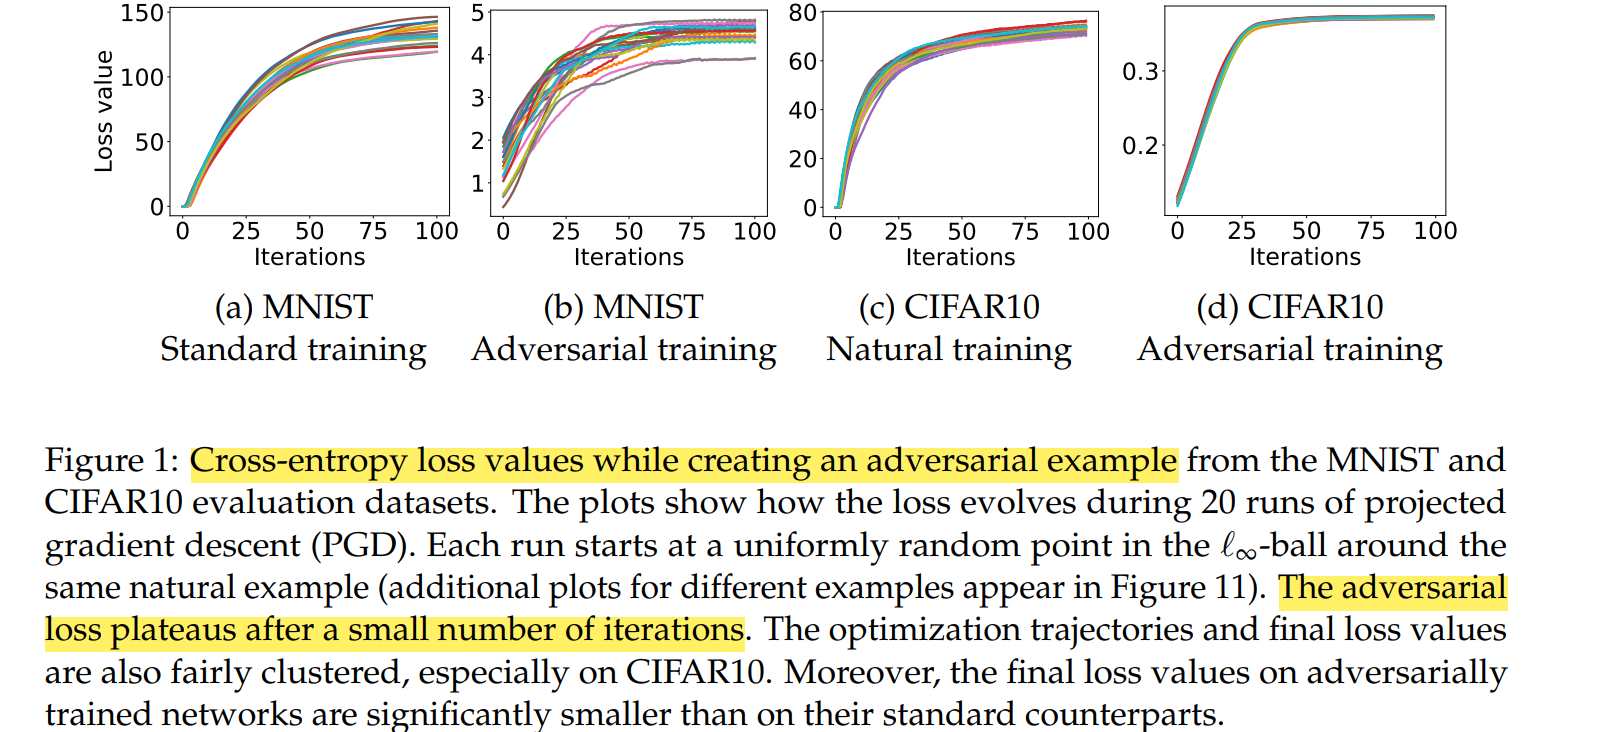 150
100
50
0
Loss value
0 25 50 75 100
Iterations
5
4
3
2
1
0 25 50 75 100
Iterations
80
60
40
20
0
0 25 50 75 100
Iterations
0.3
0.2
0 25 50 75 100
Iterations
(a) MNIST
Standard training
(b) MNIST
Adversarial training
(c) CIFAR10
Natural training
(d) CIFAR10
Adversarial training
Figure 1: Cross-entropy loss values while creating an adversarial example from the MNIST and
CIFAR10 evaluation datasets. The plots show how the loss evolves during 20 runs of projected
gradient descent (PGD). Each run starts at a uniformly random point in the ℓ∞-ball around the
same natural example (additional plots for different examples appear in Figure 11). The adversarial
loss plateaus after a small number of iterations. The optimization trajectories and final loss values
are also fairly clustered, especially on CIFAR10. Moreover, the final loss values on adversarially
trained networks are significantly smaller than on their standard counterparts.